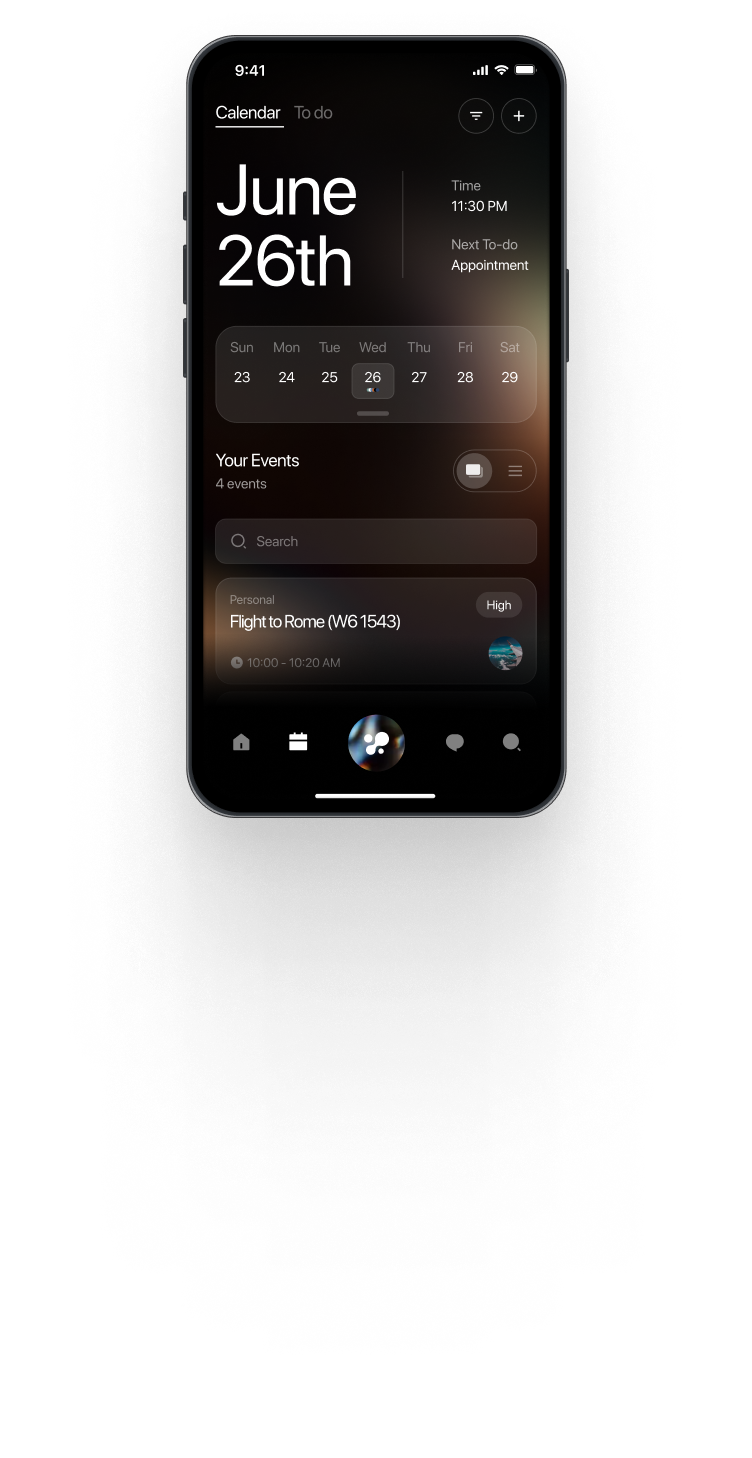 9:41
Calendar To do
June
26th
Time
11:30 PM
Next To-do
Appointment
Sun Mon Tue Wed Thu Fri Sat
23 24 25 26 27 28 29
Your Events
4 events
Search
Personal
High
Flight to Rome (W6 1543)
10:00 - 10:20 AM